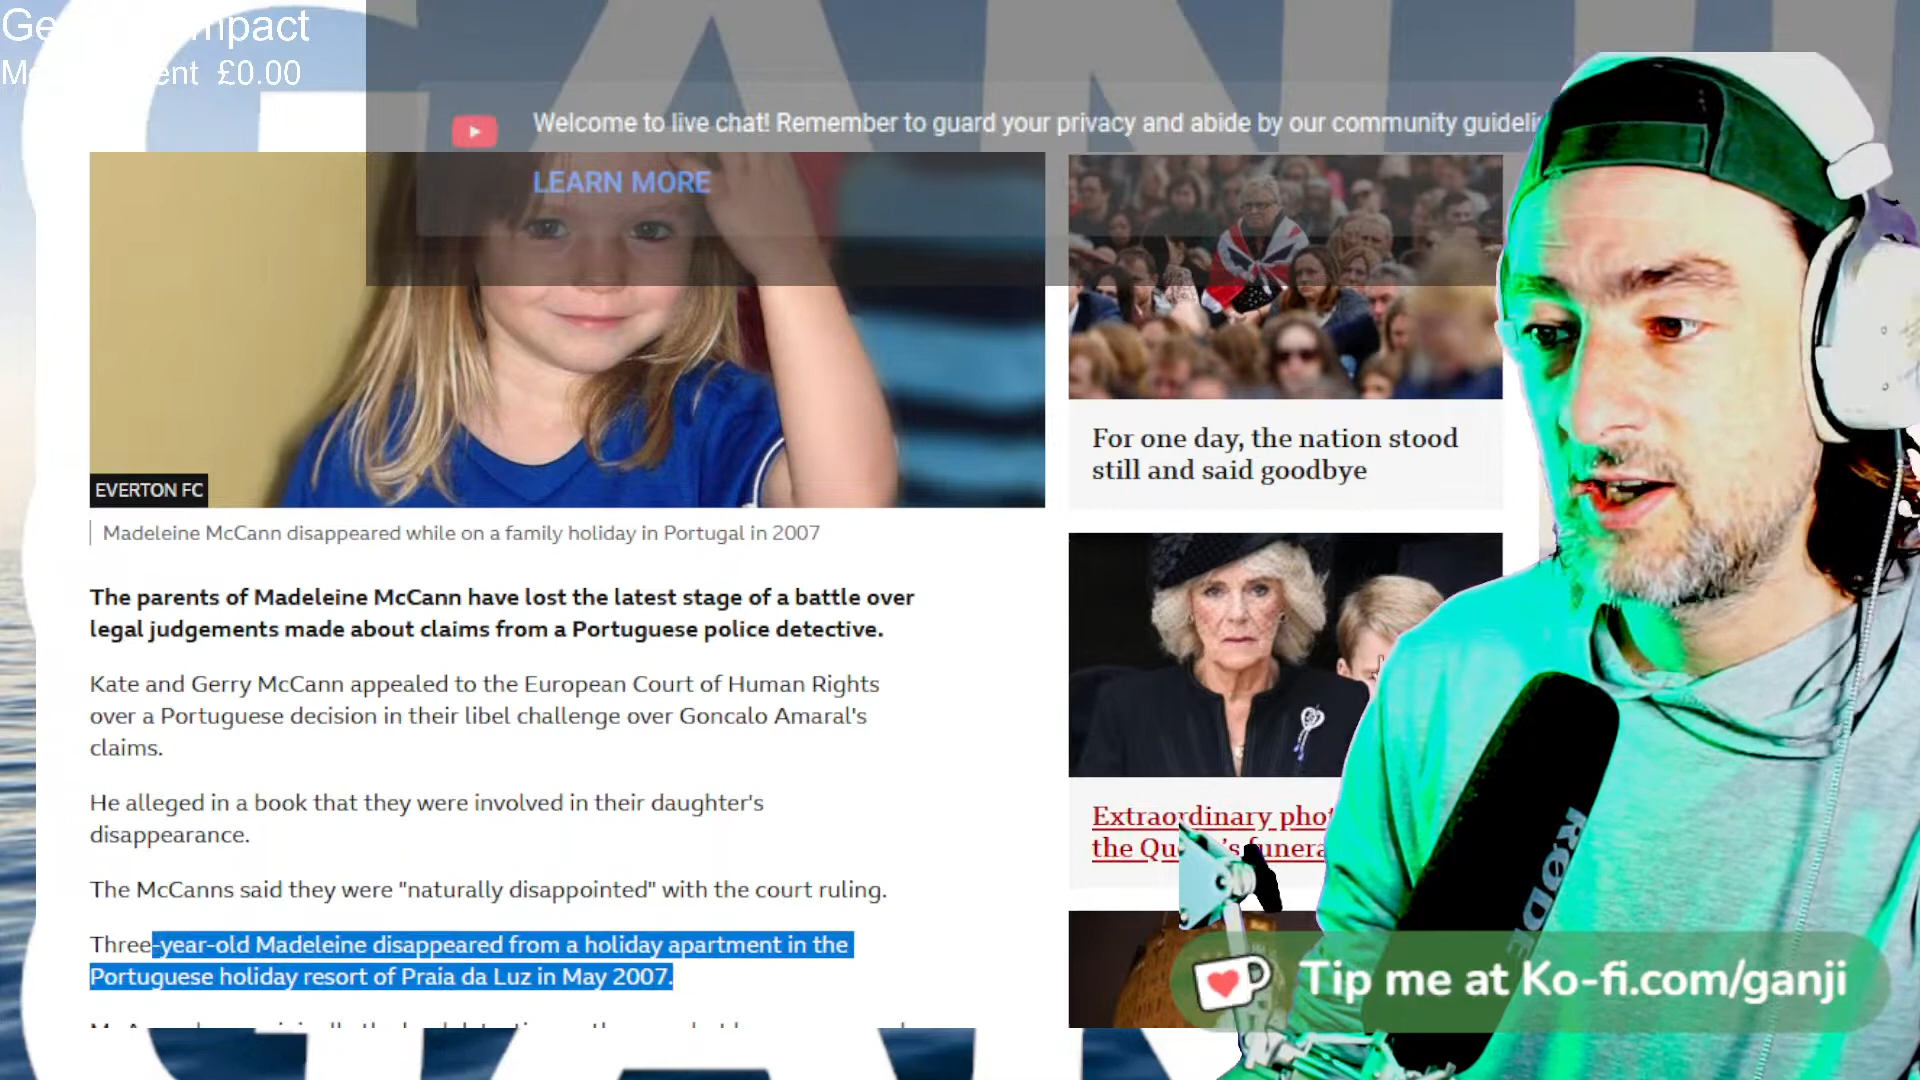 £0.00
Welcome to live chat! Remember to guard your privacy and abide by our community
LEARN MORE
EVERTON FC
Madeleine McCann disappeared while on a family holiday in Portugal in 2007
The parents of Madeleine McCann have lost the latest stage of a battle over
legal judgements made about claims from a Portuguese police detective.
Kate and Gerry McCann appealed to the European Court of Human Rights
over a Portuguese decision in their libel challenge over Goncalo Amaral's
claims.
He alleged in a book that they were involved in their daughter's
disappearance.
The McCanns said they were "naturally disappointed" with the court ruling.
Three-year-old Madeleine disappeared from a holiday apartment in the
Portuguese holiday resort of Praia da Luz in May 2007.
For one day, the nation stood
still and said goodbye
Extraordinary
the
RØDE
Tip me at Ko-fi.com/ganji